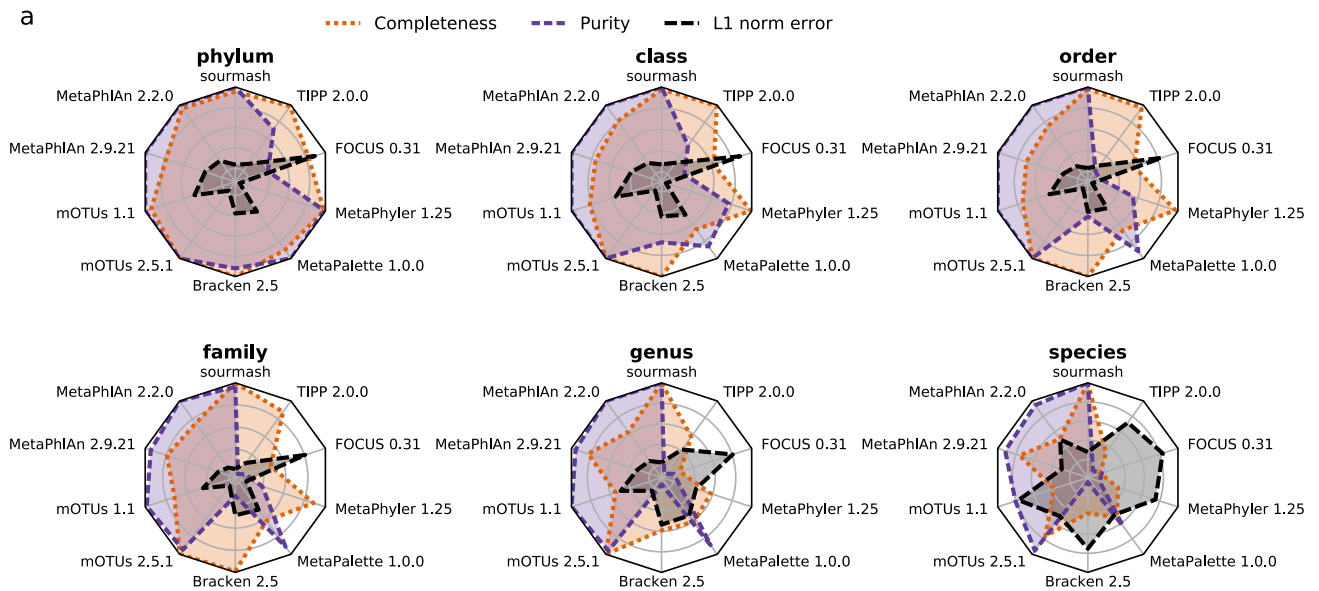 a
Completeness Purity L1 norm error
phylum
sourmash
TIPP 2.0.0
FOCUS 0.31
MetaPhyler 1.25
MetaPalette 1.0.0
Bracken 2.5
mOTUs 2.5.1
mOTUs 1.1
MetaPhlAn 2.9.21
MetaPhlAn 2.2.0
class
sourmash
TIPP 2.0.0
FOCUS 0.31
MetaPhyler 1.25
MetaPalette 1.0.0
Bracken 2.5
mOTUs 2.5.1
mOTUs 1.1
MetaPhlAn 2.9.21
MetaPhlAn 2.2.0
order
sourmash
TIPP 2.0.0
FOCUS 0.31
MetaPhyler 1.25
MetaPalette 1.0.0
Bracken 2.5
mOTUs 2.5.1
mOTUs 1.1
MetaPhlAn 2.9.21
MetaPhlAn 2.2.0
family
sourmash
TIPP 2.0.0
FOCUS 0.31
MetaPhyler 1.25
MetaPalette 1.0.0
Bracken 2.5
mOTUs 2.5.1
mOTUs 1.1
MetaPhlAn 2.9.21
MetaPhlAn 2.2.0
genus
sourmash
TIPP 2.0.0
FOCUS 0.31
MetaPhyler 1.25
MetaPalette 1.0.0
Bracken 2.5
mOTUs 2.5.1
mOTUs 1.1
MetaPhlAn 2.9.21
MetaPhlAn 2.2.0
species
sourmash
TIPP 2.0.0
FOCUS 0.31
MetaPhyler 1.25
MetaPalette 1.0.0
Bracken 2.5
mOTUs 2.5.1
mOTUs 1.1
MetaPhlAn 2.9.21
MetaPhlAn 2.2.0